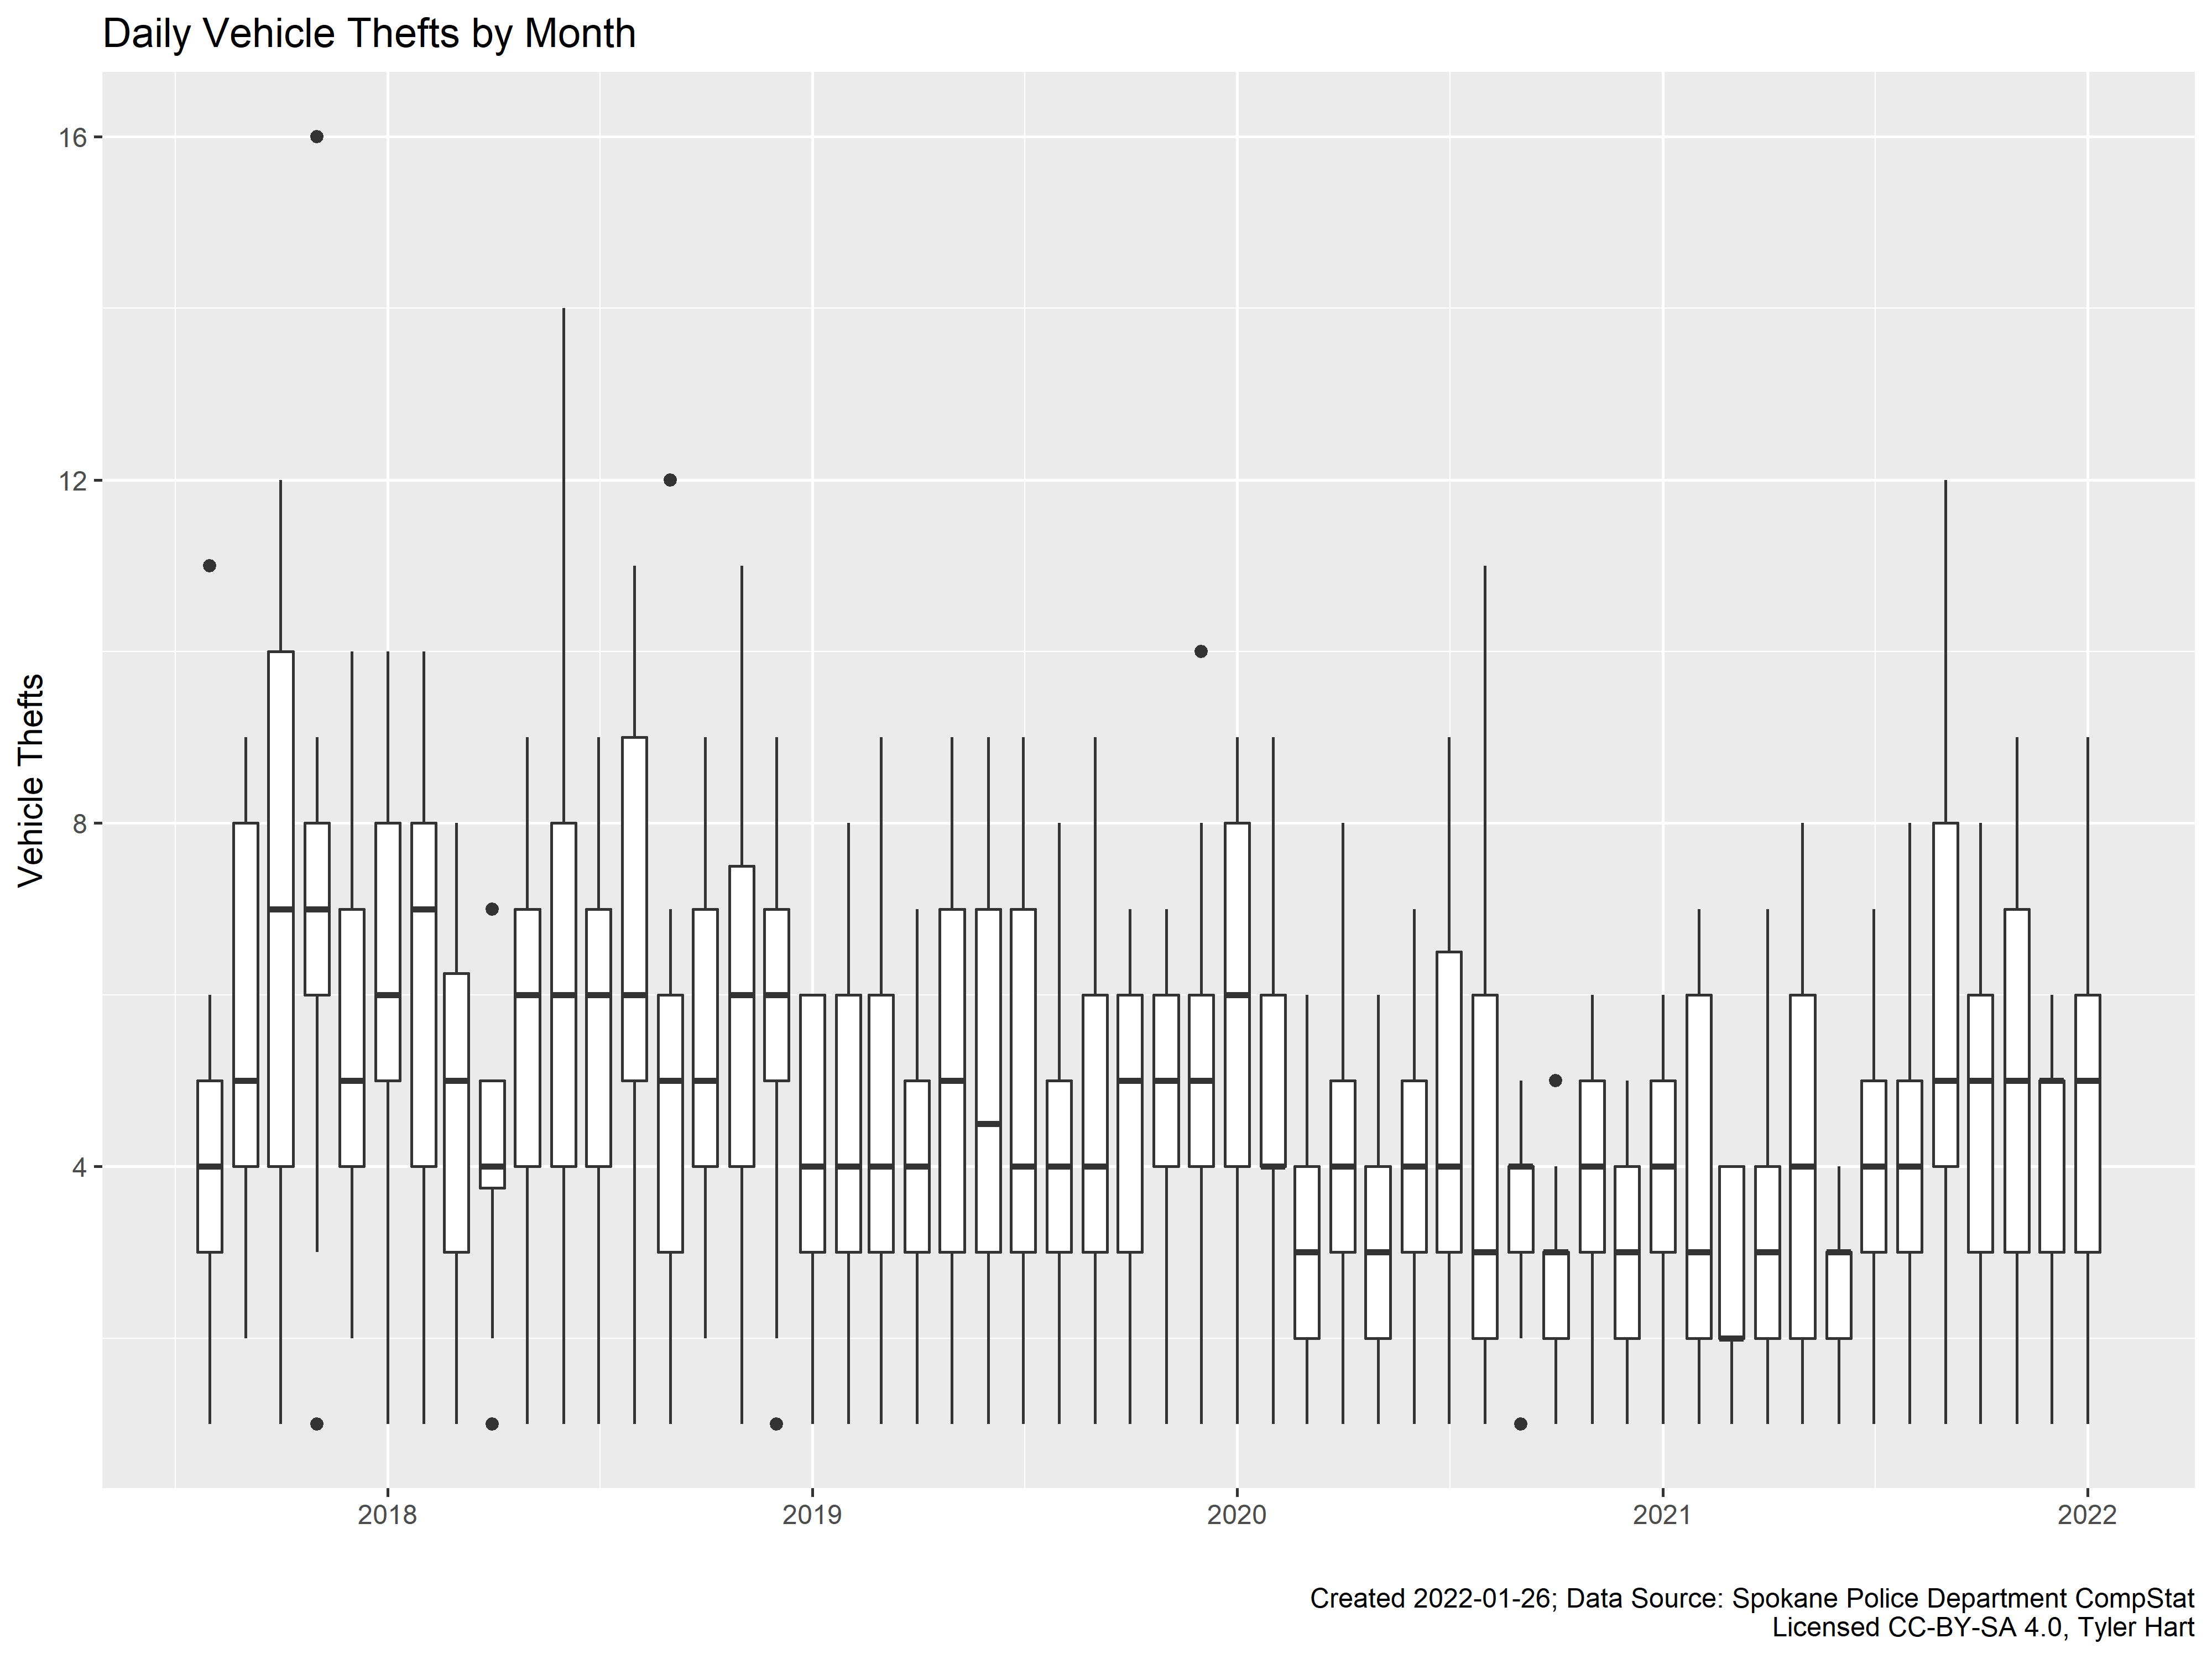 Daily Vehicle Thefts by Month
16
12
8
4
Vehicle Thefts
2018 2019 2020 2021 2022
Created 2022-01-26; Data Source: Spokane Police Department CompStat
Licensed CC-BY-SA 4.0, Tyler Hart